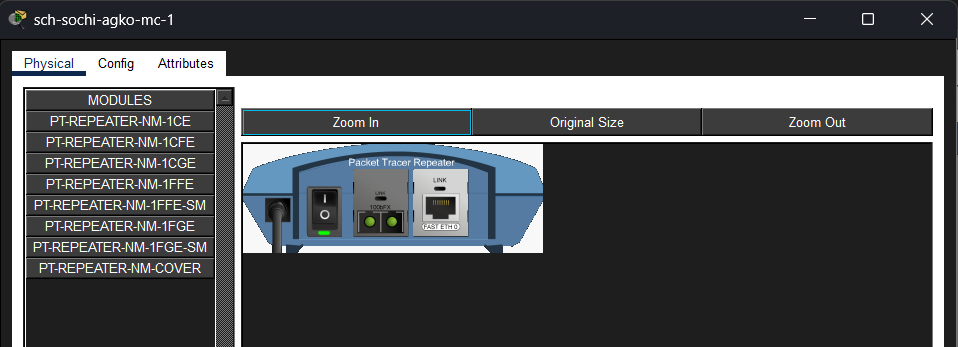 sch-sochi-agko-mc-1
Physical Config Attributes
MODULES
PT-REPEATER-NM-1CE
PT-REPEATER-NM-1CFE
PT-REPEATER-NM-1CGE
PT-REPEATER-NM-1FFE
PT-REPEATER-NM-1FFE-SM
PT-REPEATER-NM-1FGE
PT-REPEATER-NM-1FGE-SM
PT-REPEATER-NM-COVER
Zoom In Original Size Zoom Out
Packet Tracer Repeater
LINK
100bFX
LINK
FAST ETH 0